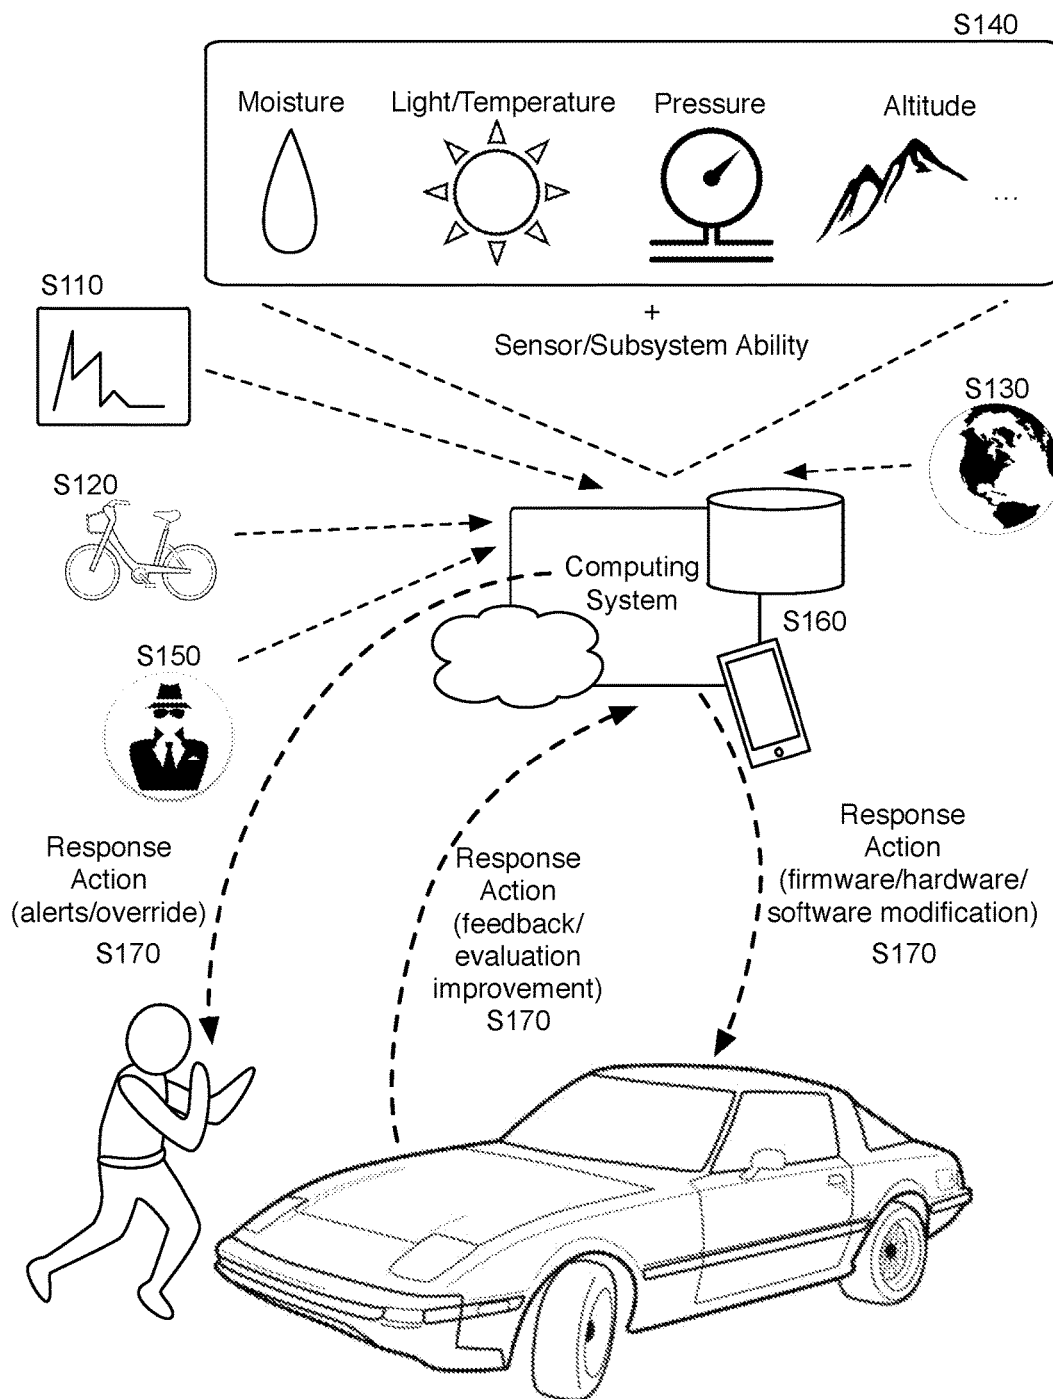 S140
Moisture
Light/Temperature
Pressure
Altitude
...
S110
+
Sensor/Subsystem Ability
S130
S120
Computing
System
S160
S150
Response
Action
(alerts/override)
S170
Response
Action
(feedback/
evaluation
improvement)
S170
Response
Action
(firmware/hardware/
software modification)
S170